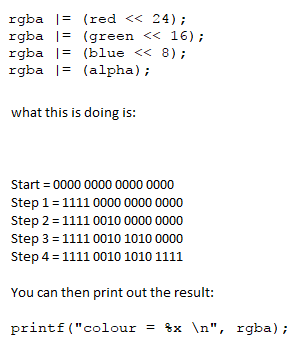 rgba |= (red << 24);
rgba |= (green << 16);
rgba |= (blue << 8);
rgba |= (alpha);
what this is doing is:
Start = 0000 0000 0000 0000
Step 1 = 1111 0000 0000 0000
Step 2 = 1111 0010 0000 0000
Step 3 = 1111 0010 1010 0000
Step 4 = 1111 0010 1010 1111
You can then print out the result:
printf("colour = %x \n", rgba);